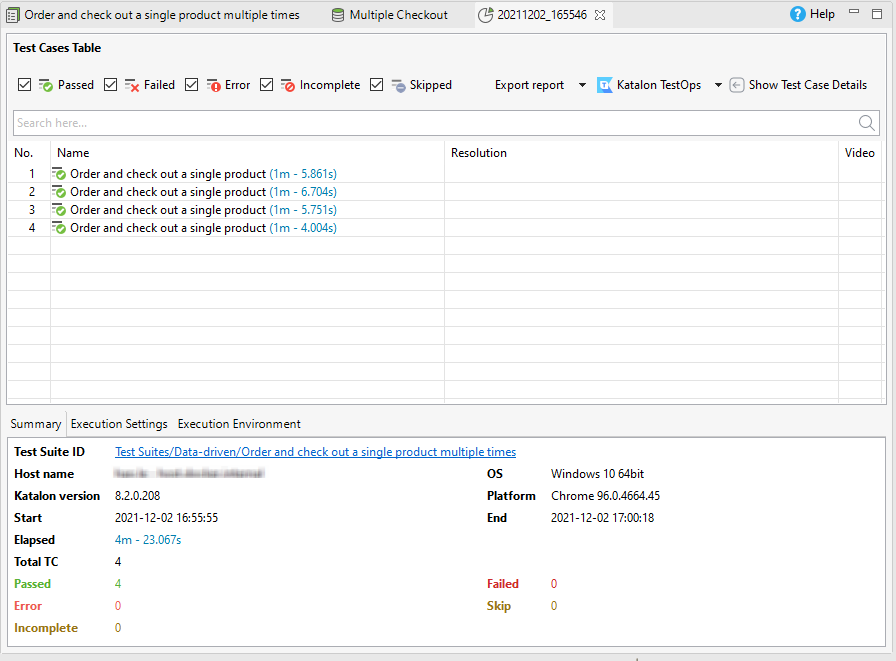 Order and check out a single product multiple times Multiple Checkout 20211202_165546 Help
Test Cases Table
Passed Failed Error Incomplete Skipped Export report Katalon TestOps Show Test Case Details
Search here...
No. Name Resolution Video
1 Order and check out a single product (1m - 5.861s)
2 Order and check out a single product (1m - 6.704s)
3 Order and check out a single product (1m - 5.751s)
4 Order and check out a single product (1m - 4.004s)
Summary Execution Settings Execution Environment
Test Suite ID Test Suites/Data-driven/Order and check out a single product multiple times
Host name OS Windows 10 64bit
Katalon version 8.2.0.208 Platform Chrome 96.0.4664.45
Start 2021-12-02 16:55:55 End 2021-12-02 17:00:18
Elapsed 4m - 23.067s
Total TC 4
Passed 4 Failed 0
Error 0 Skip 0
Incomplete 0